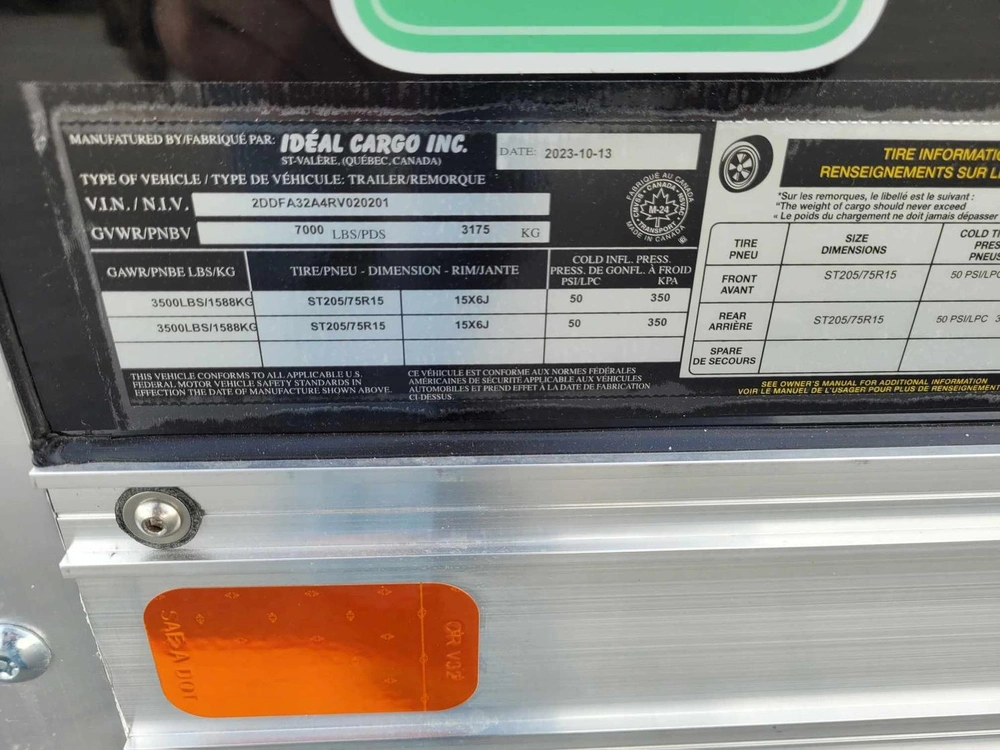 MANUFATURED BY/FABRIQUÉ PAR: IDÉAL CARGO INC.
ST-VALÈRE, (QUÉBEC, CANADA)
DATE: 2023-10-13
TYPE OF VEHICLE / TYPE DE VÉHICULE: TRAILER/REMORQUE
V.I.N. / N.I.V. 2DDFA32A4RV020201
GVWR/PNBV 7000 LBS/PDS 3175 KG
FABRIQUE AU CANADA
CANADA
M-24
TRANSPORT
MADE IN CANADA
GAWR/PNBE LBS/KG TIRE/PNEU - DIMENSION - RIM/JANTE COLD INFL. PRESS.
PRESS. DE GONFL. À FROID
PSI/LPC KPA
3500LBS/1588KG ST205/75R15 15X6J 50 350
3500LBS/1588KG ST205/75R15 15X6J 50 350
THIS VEHICLE CONFORMS TO ALL APPLICABLE U.S.
FEDERAL MOTOR VEHICLE SAFETY STANDARDS IN
EFFECTION THE DATE OF MANUFACTURE SHOWN ABOVE.
CE VÉHICULE EST CONFORME AUX NORMES FÉDÉRALES
AMÉRICAINES DE SÉCURITÉ APPLICABLE AUX VÉHICULES
AUTOMOBILES ET PREND EFFET À LA DATE DE FABRICATION
CI-DESSUS.
TIRE INFORMATIO
RENSEIGNEMENTS SUR L
"Sur les remorques, le libellé est le suivant :
"The weight of cargo should never exceed
« Le poids du chargement ne doit jamais dépasser
TIRE
PNEU
SIZE
DIMENSIONS
COLD TI
PRES
PNEUS
FRONT
AVANT
ST205/75R15 50 PSI/LPC
REAR
ARRIÈRE
ST205/75R15 50 PSI/LPC 3
SPARE
DE SECOURS
SEE OWNER'S MANUAL FOR ADDITIONAL INFORMATION
VOIR LE MANUEL DE L'USAGER POUR PLUS DE RENSEIGNEMENT
SAE-A DOT